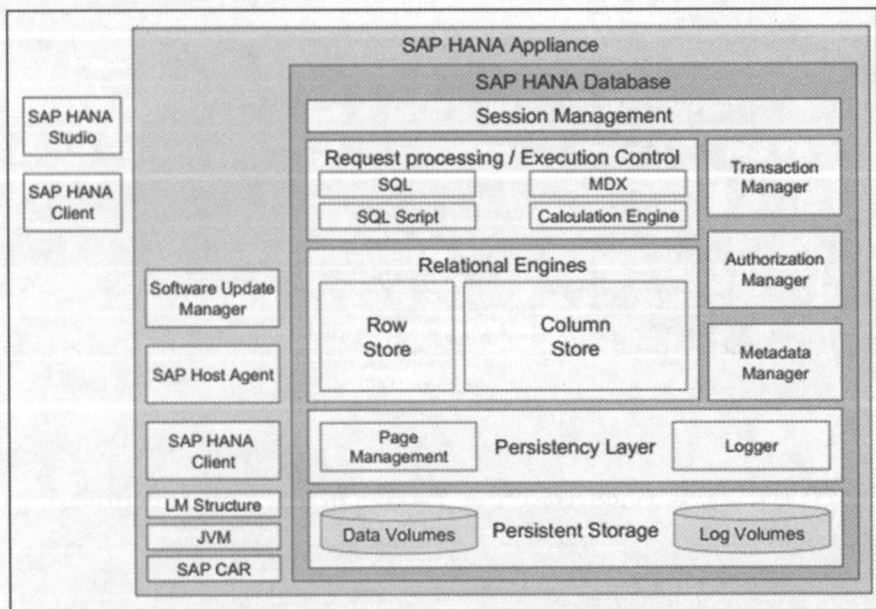 SAP HANA Appliance
SAP HANA Database
SAP HANA
Studio
SAP HANA
Client
Session Management
Request processing / Execution Control
SQL
MDX
SQL Script
Calculation Engine
Transaction
Manager
Authorization
Manager
Metadata
Manager
Relational Engines
Row
Store
Column
Store
Software Update
Manager
SAP Host Agent
SAP HANA
Client
LM Structure
JVM
SAP CAR
Page
Management
Persistency Layer
Logger
Data Volumes
Persistent Storage
Log Volumes